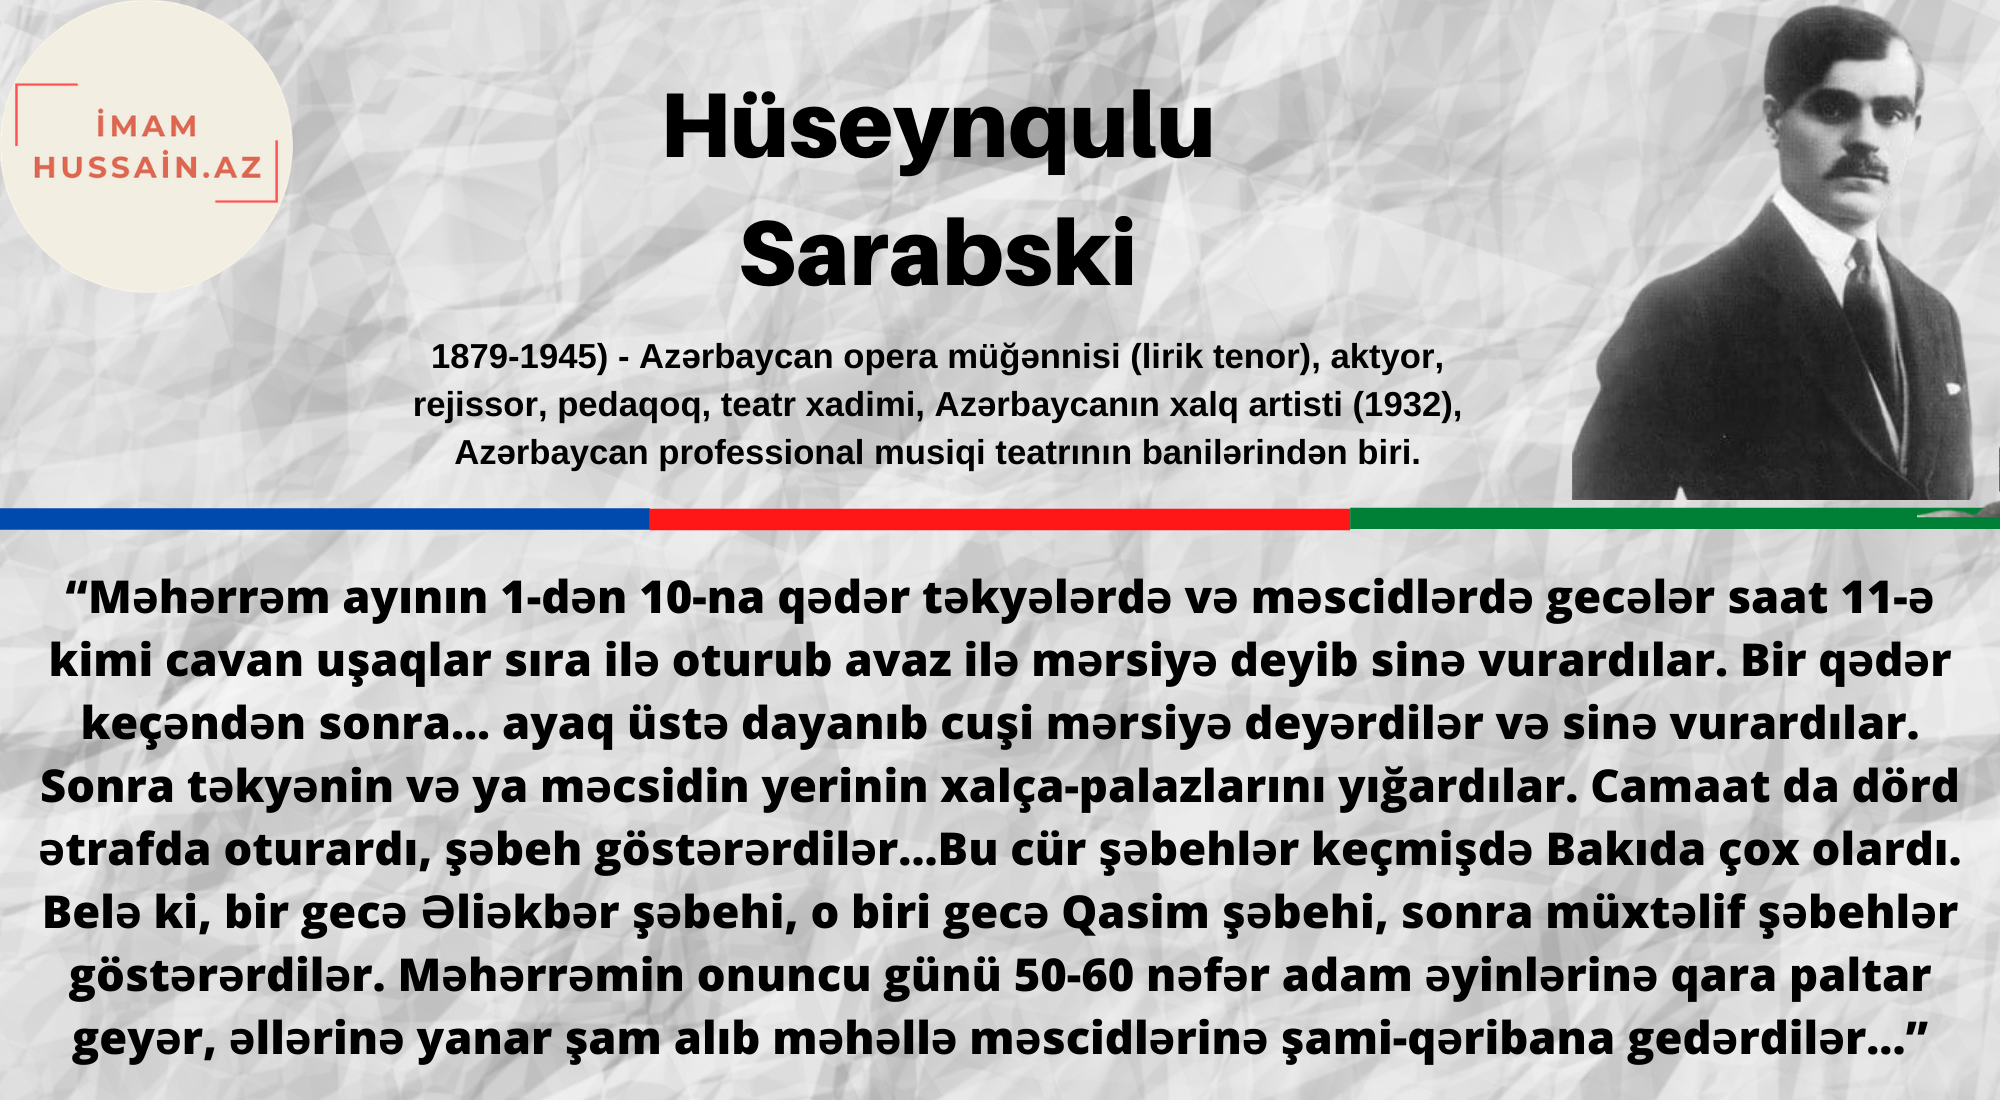 İMAM
HUSSAİN.AZ
Hüseynqulu
Sarabski
1879-1945) - Azərbaycan opera müğənnisi (lirik tenor), aktyor,
rejissor, pedaqoq, teatr xadimi, Azərbaycanın xalq artisti (1932),
Azərbaycan professional musiqi teatrının banilərindən biri.
“Məhərrəm ayının 1-dən 10-na qədər təkyələrdə və məscidlərdə gecələr saat 11-ə
kimi cavan uşaqlar sıra ilə oturub avaz ilə mərsiyə deyib sinə vurardılar. Bir qədər
keçəndən sonra... ayaq üstə dayanıb cuşi mərsiyə deyərdilər və sinə vurardılar.
Sonra təkyənin və ya məcsidin yerinin xalça-palazlarını yığardılar. Camaat da dörd
ətrafda oturardı, şəbeh göstərərdilər...Bu cür şəbehlər keçmişdə Bakıda çox olardı.
Belə ki, bir gecə Əliəkbər şəbehi, o biri gecə Qasim şəbehi, sonra müxtəlif şəbehlər
göstərərdilər. Məhərrəmin onuncu günü 50-60 nəfər adam əyinlərinə qara paltar
geyər, əllərinə yanar şam alıb məhəllə məscidlərinə şami-qəribana gedərdilər...”